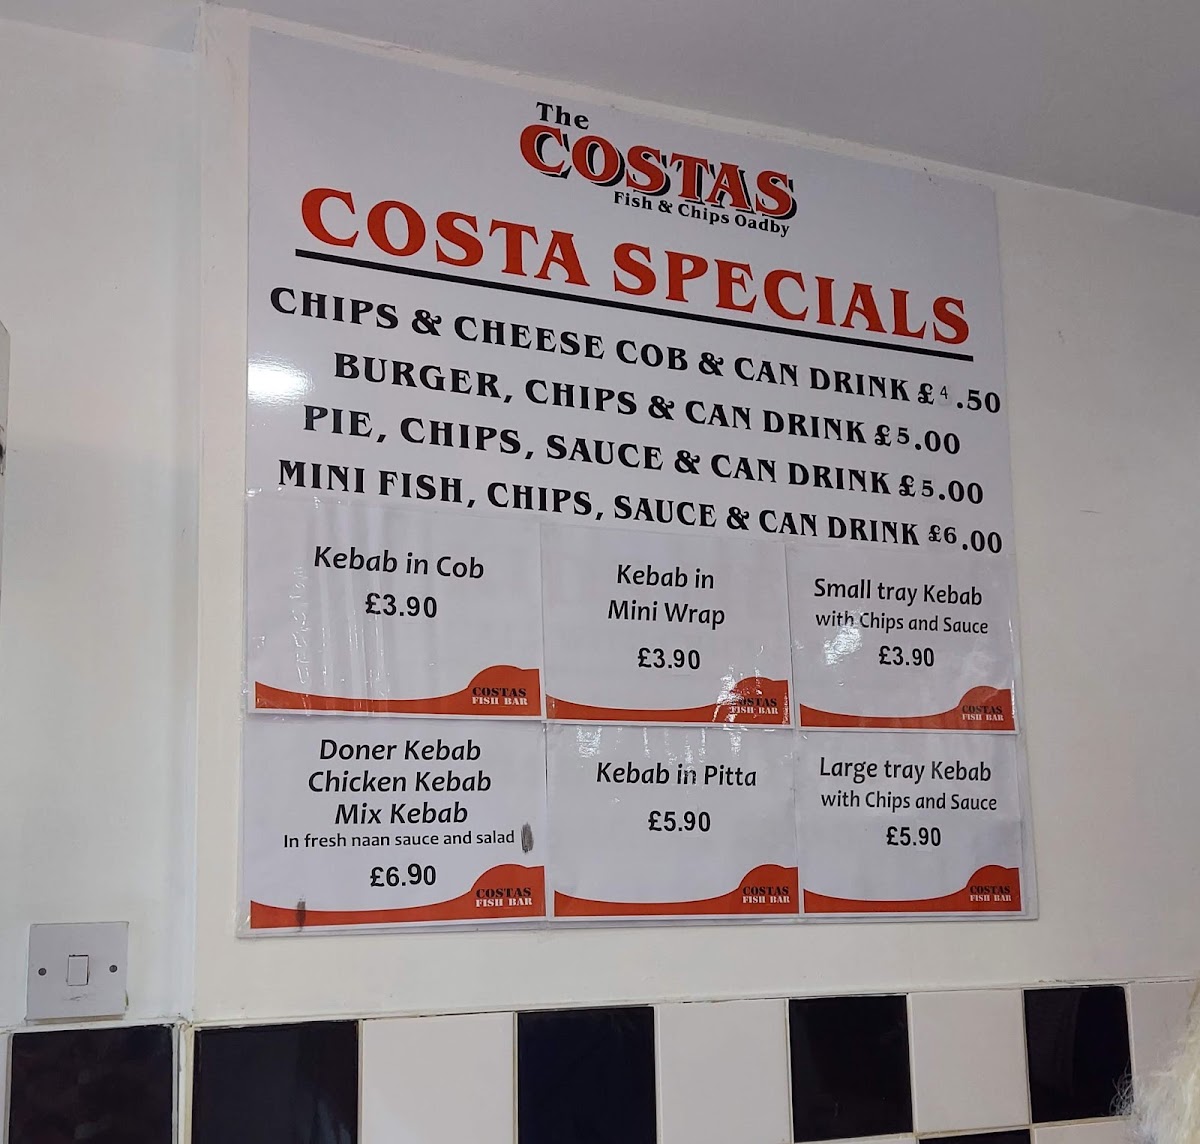 The
COSTAS
Fish & Chips Oadby
COSTA SPECIALS
CHIPS & CHEESE COB & CAN DRINK £4.50
BURGER, CHIPS & CAN DRINK £5.00
PIE, CHIPS, SAUCE & CAN DRINK £5.00
MINI FISH, CHIPS, SAUCE & CAN DRINK £6.00
Kebab in Cob
£3.90
COSTAS
FISH BAR
Kebab in
Mini Wrap
£3.90
COSTAS
FISH BAR
Small tray Kebab
with Chips and Sauce
£3.90
COSTAS
FISH BAR
Doner Kebab
Chicken Kebab
Mix Kebab
In fresh naan sauce and salad
£6.90
COSTAS
FISH BAR
Kebab in Pitta
£5.90
COSTAS
FISH BAR
Large tray Kebab
with Chips and Sauce
£5.90
COSTAS
FISH BAR